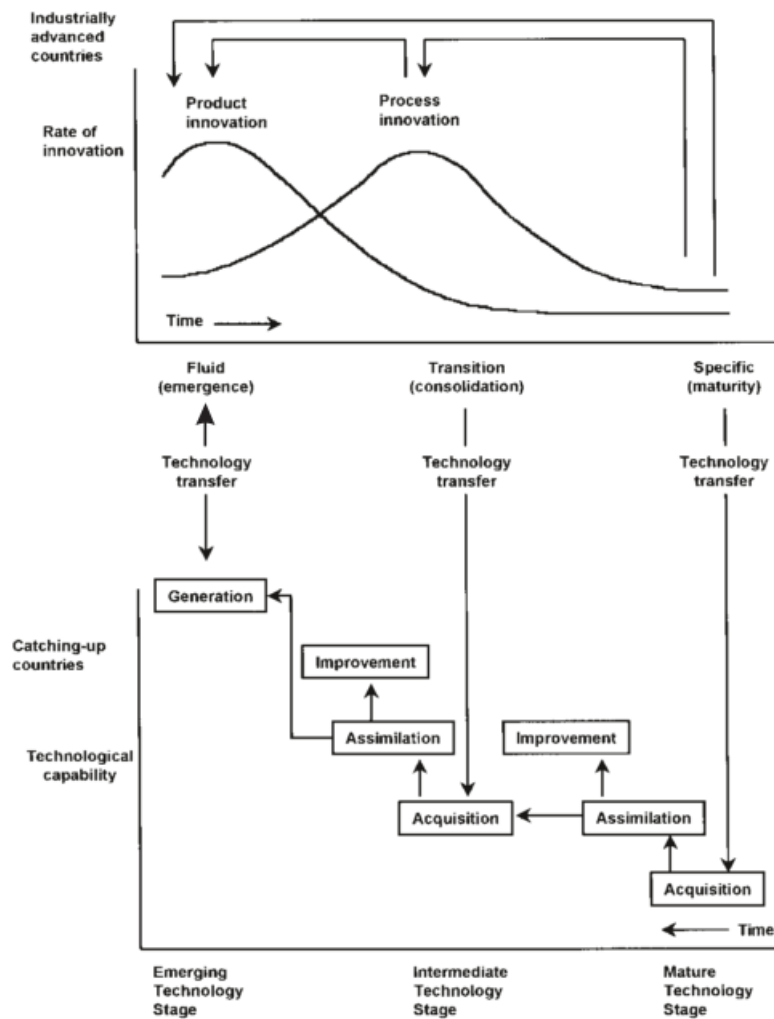 Industrially
advanced
countries
Product
innovation
Process
innovation
Rate of
innovation
Time
Fluid
(emergence)
Transition
(consolidation)
Specific
(maturity)
Technology
transfer
Technology
transfer
Technology
transfer
Generation
Catching-up
countries
Improvement
Technological
capability
Assimilation
Improvement
Acquisition
Assimilation
Acquisition
Time
Emerging
Technology
Stage
Intermediate
Technology
Stage
Mature
Technology
Stage